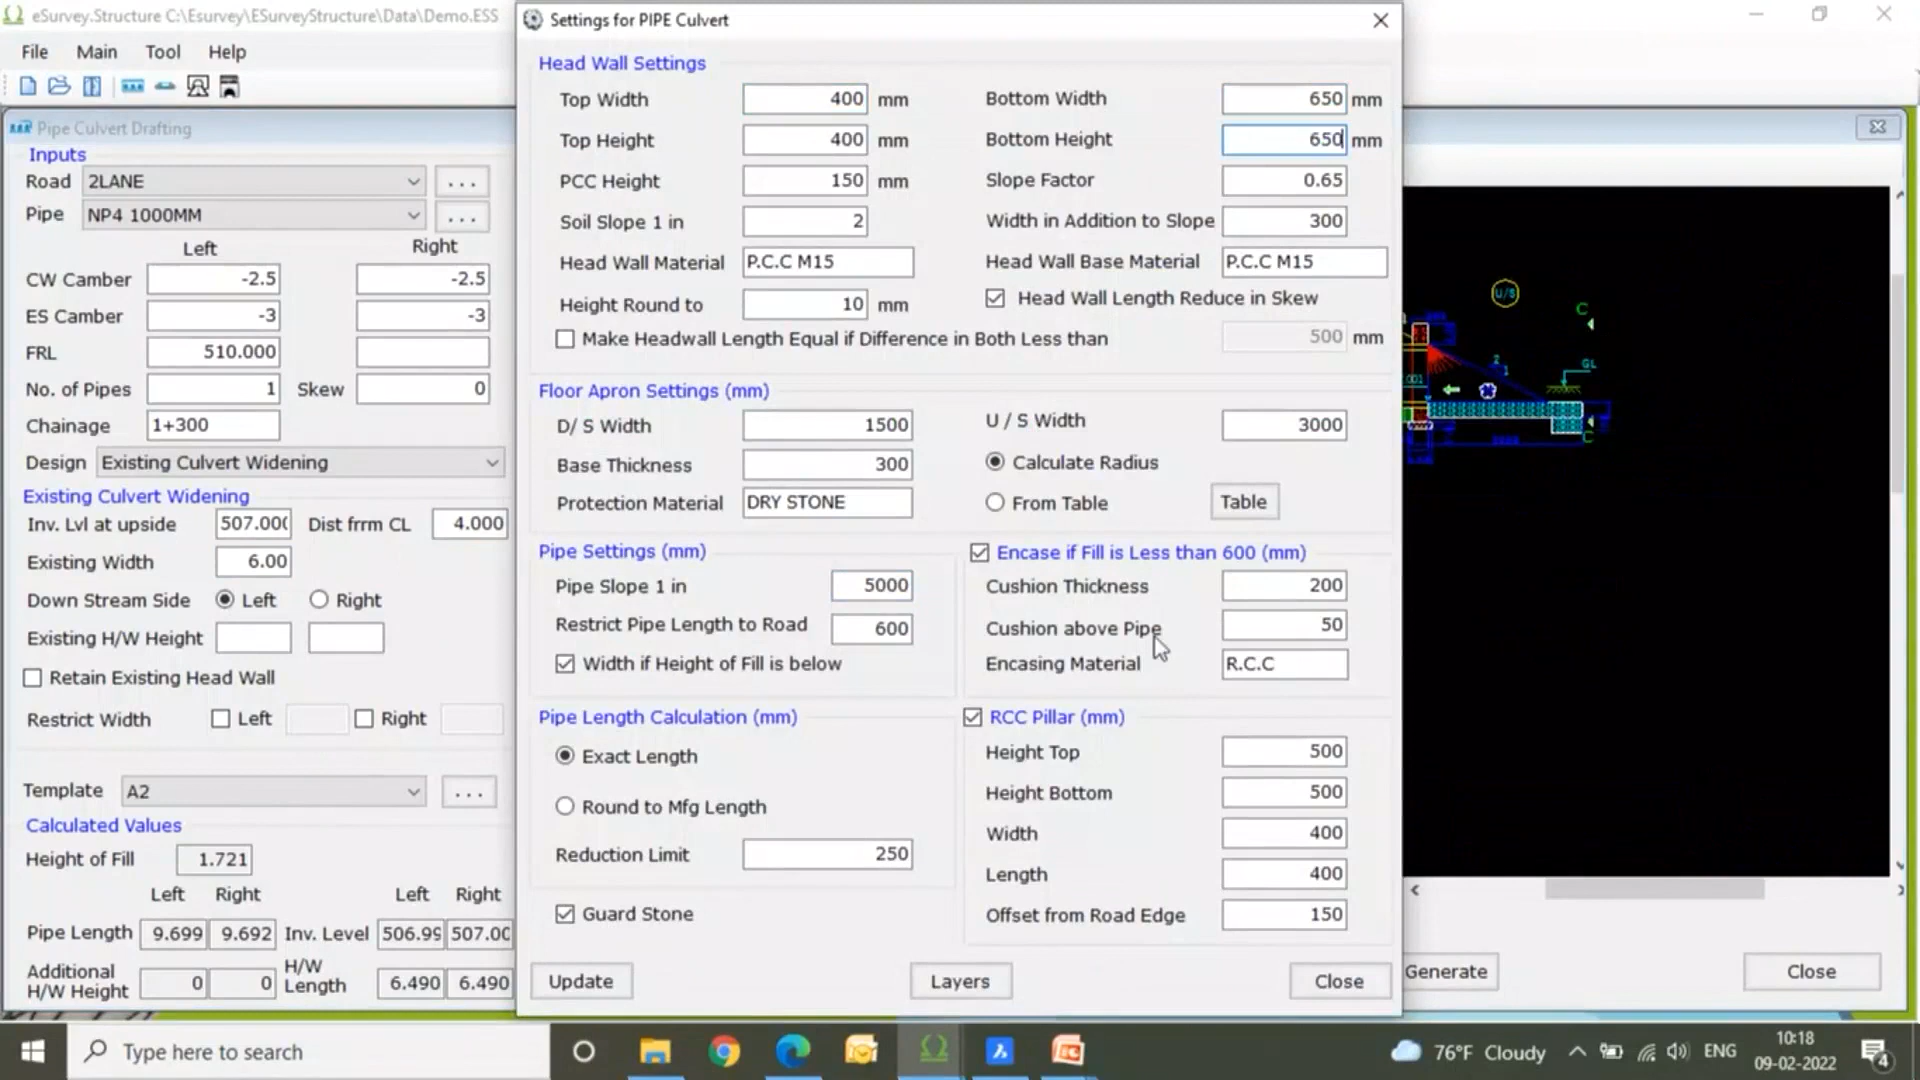 eSurvey.Structure C:\Esurvey\ESurveyStructure\Data\Demo.ESS
File Main Tool Help
Pipe Culvert Drafting
Inputs
Road 2LANE ...
Pipe NP4 1000MM ...
Left Right
CW Camber -2.5 -2.5
ES Camber -3 -3
FRL 510.000
No. of Pipes 1 Skew 0
Chainage 1+300
Design Existing Culvert Widening
Existing Culvert Widening
Inv. Lvl at upside 507.00( Dist frrm CL 4.000
Existing Width 6.00
Down Stream Side Left Right
Existing H/W Height
Retain Existing Head Wall
Restrict Width Left Right
Template A2 ...
Calculated Values
Height of Fill 1.721
Left Right Left Right
Pipe Length 9.699 9.692 Inv. Level 506.99 507.00
Additional H/W Height 0 0 H/W Length 6.490 6.490
Settings for PIPE Culvert
Head Wall Settings
Top Width 400 mm Bottom Width 650 mm
Top Height 400 mm Bottom Height 650 mm
PCC Height 150 mm Slope Factor 0.65
Soil Slope 1 in 2 Width in Addition to Slope 300
Head Wall Material P.C.C M15 Head Wall Base Material P.C.C M15
Height Round to 10 mm Head Wall Length Reduce in Skew
Make Headwall Length Equal if Difference in Both Less than 500 mm
Floor Apron Settings (mm)
D/ S Width 1500 U / S Width 3000
Base Thickness 300 Calculate Radius
Protection Material DRY STONE From Table Table
Pipe Settings (mm) Encase if Fill is Less than 600 (mm)
Pipe Slope 1 in 5000 Cushion Thickness 200
Restrict Pipe Length to Road 600 Cushion above Pipe 50
Width if Height of Fill is below Encasing Material R.C.C
Pipe Length Calculation (mm) RCC Pillar (mm)
Exact Length Height Top 500
Round to Mfg Length Height Bottom 500
Width 400
Reduction Limit 250 Length 400
Guard Stone Offset from Road Edge 150
Update Layers Close
U/S
C
GL
2
1
C
Generate Close
Type here to search
76°F Cloudy ENG 10:18
09-02-2022 4